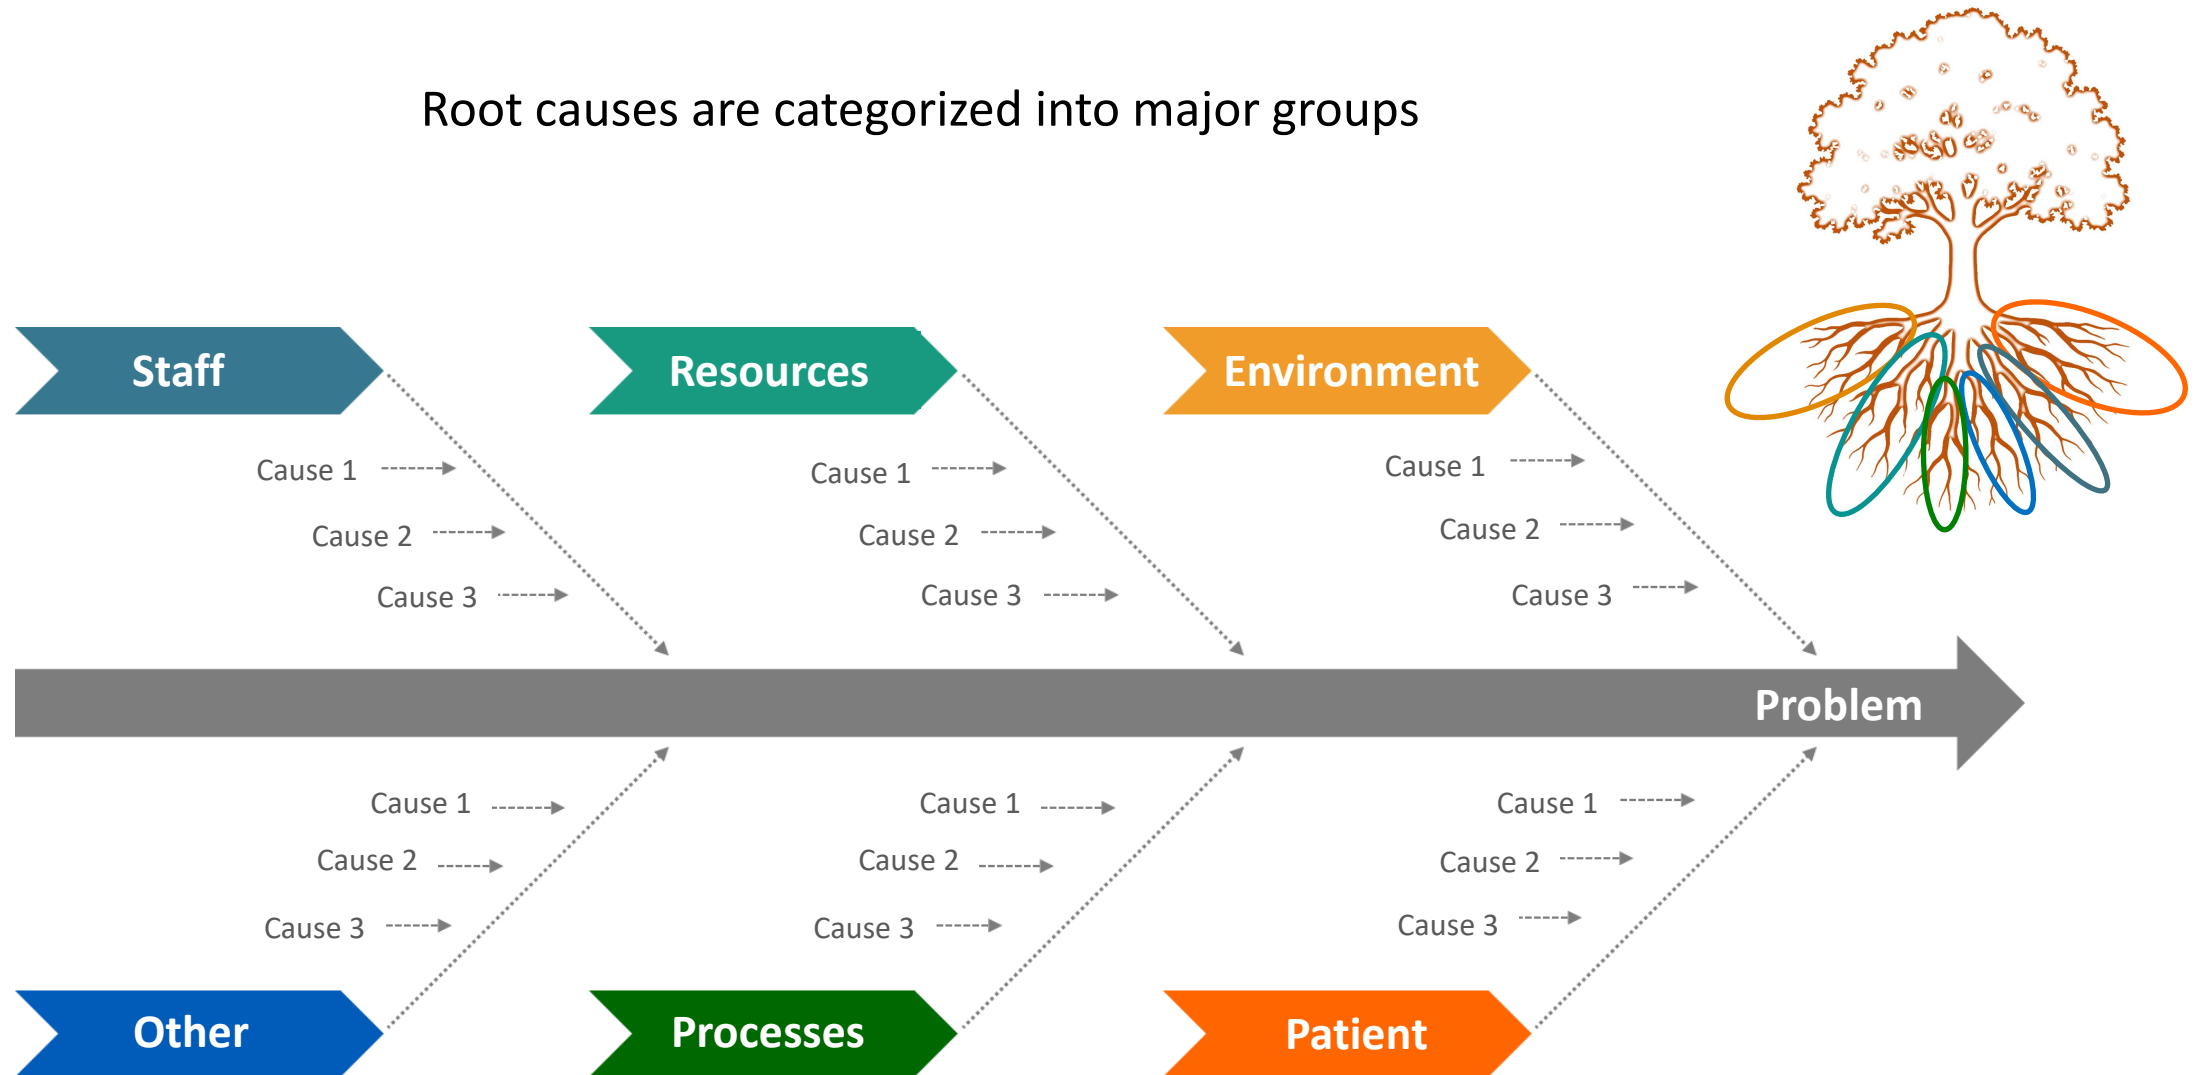 Root causes are categorized into major groups
Staff
Resources
Environment
Cause 1
Cause 1
Cause 1
Cause 2
Cause 2
Cause 2
Cause 3
Cause 3
Cause 3
Problem
Cause 1
Cause 1
Cause 1
Cause 2
Cause 2
Cause 2
Cause 3
Cause 3
Cause 3
Other
Processes
Patient